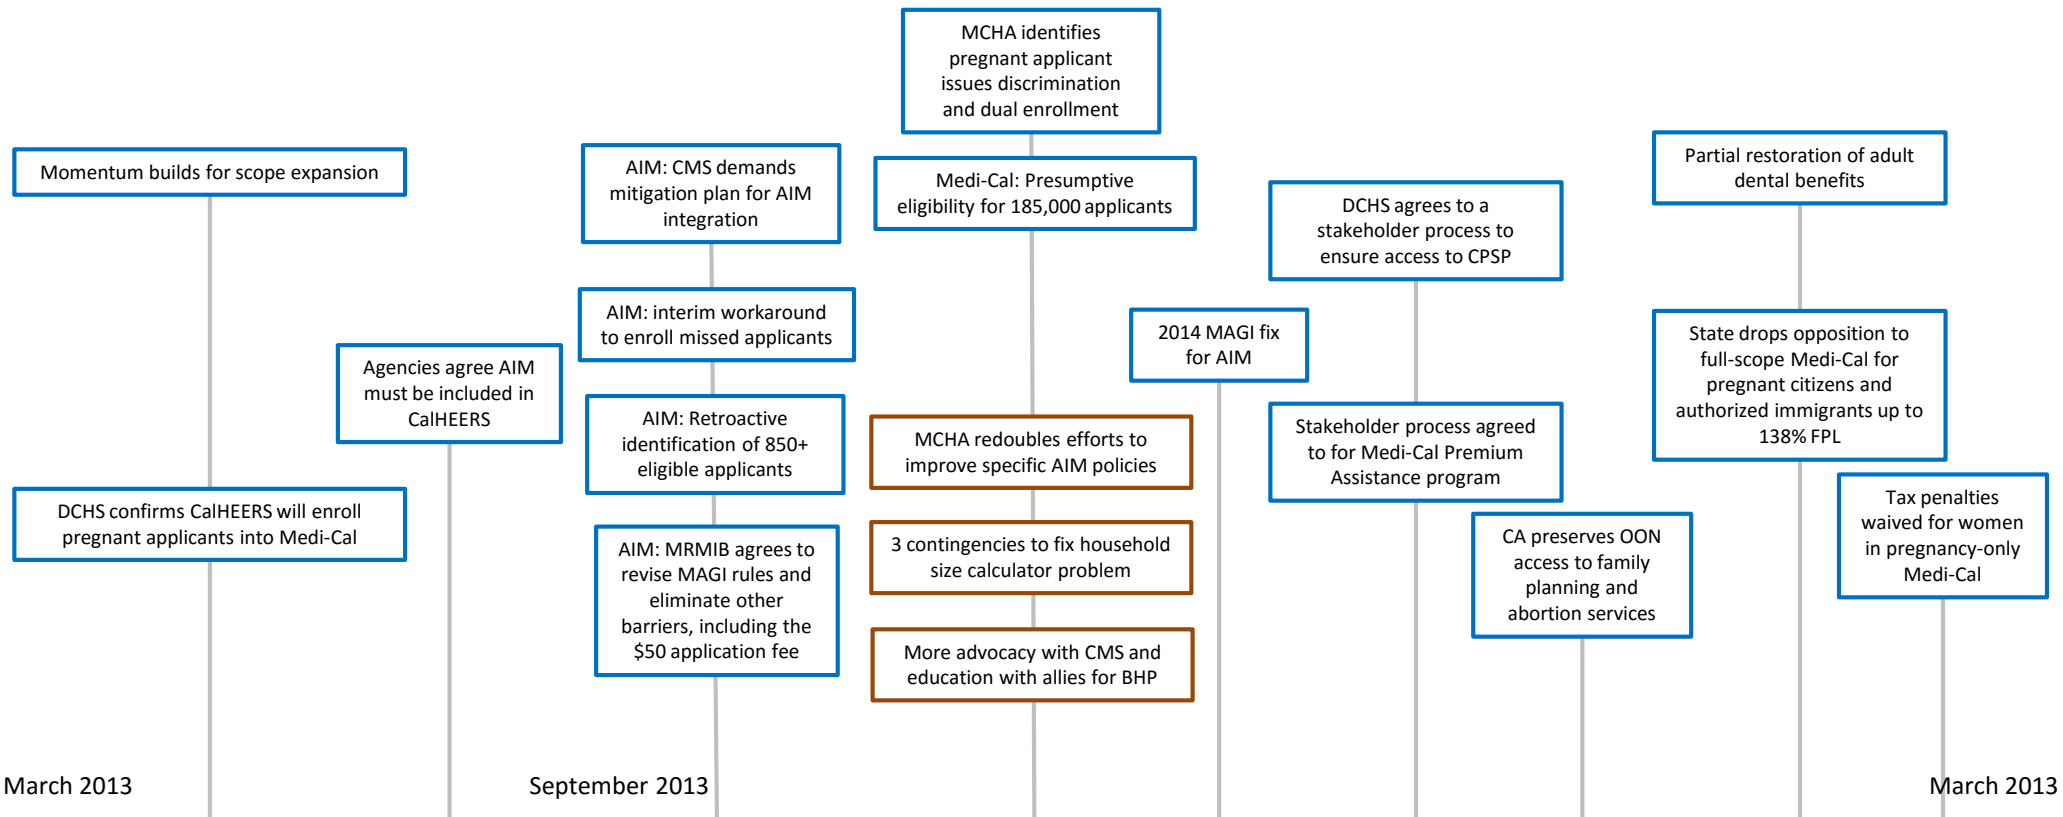 MCHA identifies
pregnant applicant
issues discrimination
and dual enrollment
Momentum builds for scope expansion
AIM: CMS demands
mitigation plan for AIM
integration
Medi-Cal: Presumptive
eligibility for 185,000 applicants
DCHS agrees to a
stakeholder process to
ensure access to CPSP
Partial restoration of adult
dental benefits
Agencies agree AIM
must be included in
CalHEERS
AIM: interim workaround
to enroll missed applicants
2014 MAGI fix
for AIM
State drops opposition to
full-scope Medi-Cal for
pregnant citizens and
authorized immigrants up to
138% FPL
AIM: Retroactive
identification of 850+
eligible applicants
MCHA redoubles efforts to
improve specific AIM policies
Stakeholder process agreed
to for Medi-Cal Premium
Assistance program
DCHS confirms CalHEERS will enroll
pregnant applicants into Medi-Cal
AIM: MRMIB agrees to
revise MAGI rules and
eliminate other
barriers, including the
$50 application fee
3 contingencies to fix household
size calculator problem
CA preserves OON
access to family
planning and
abortion services
Tax penalties
waived for women
in pregnancy-only
Medi-Cal
More advocacy with CMS and
education with allies for BHP
March 2013
September 2013
March 2013